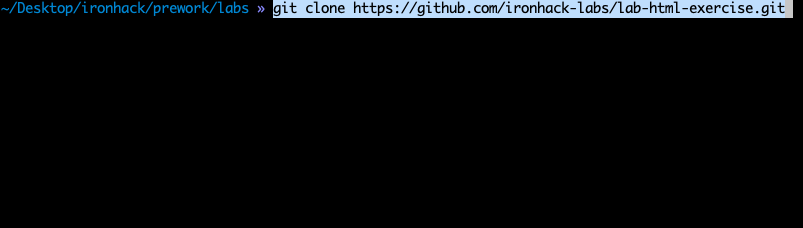 ~/Desktop/ironhack/prework/labs » git clone https://github.com/ironhack-labs/lab-html-exercise.git